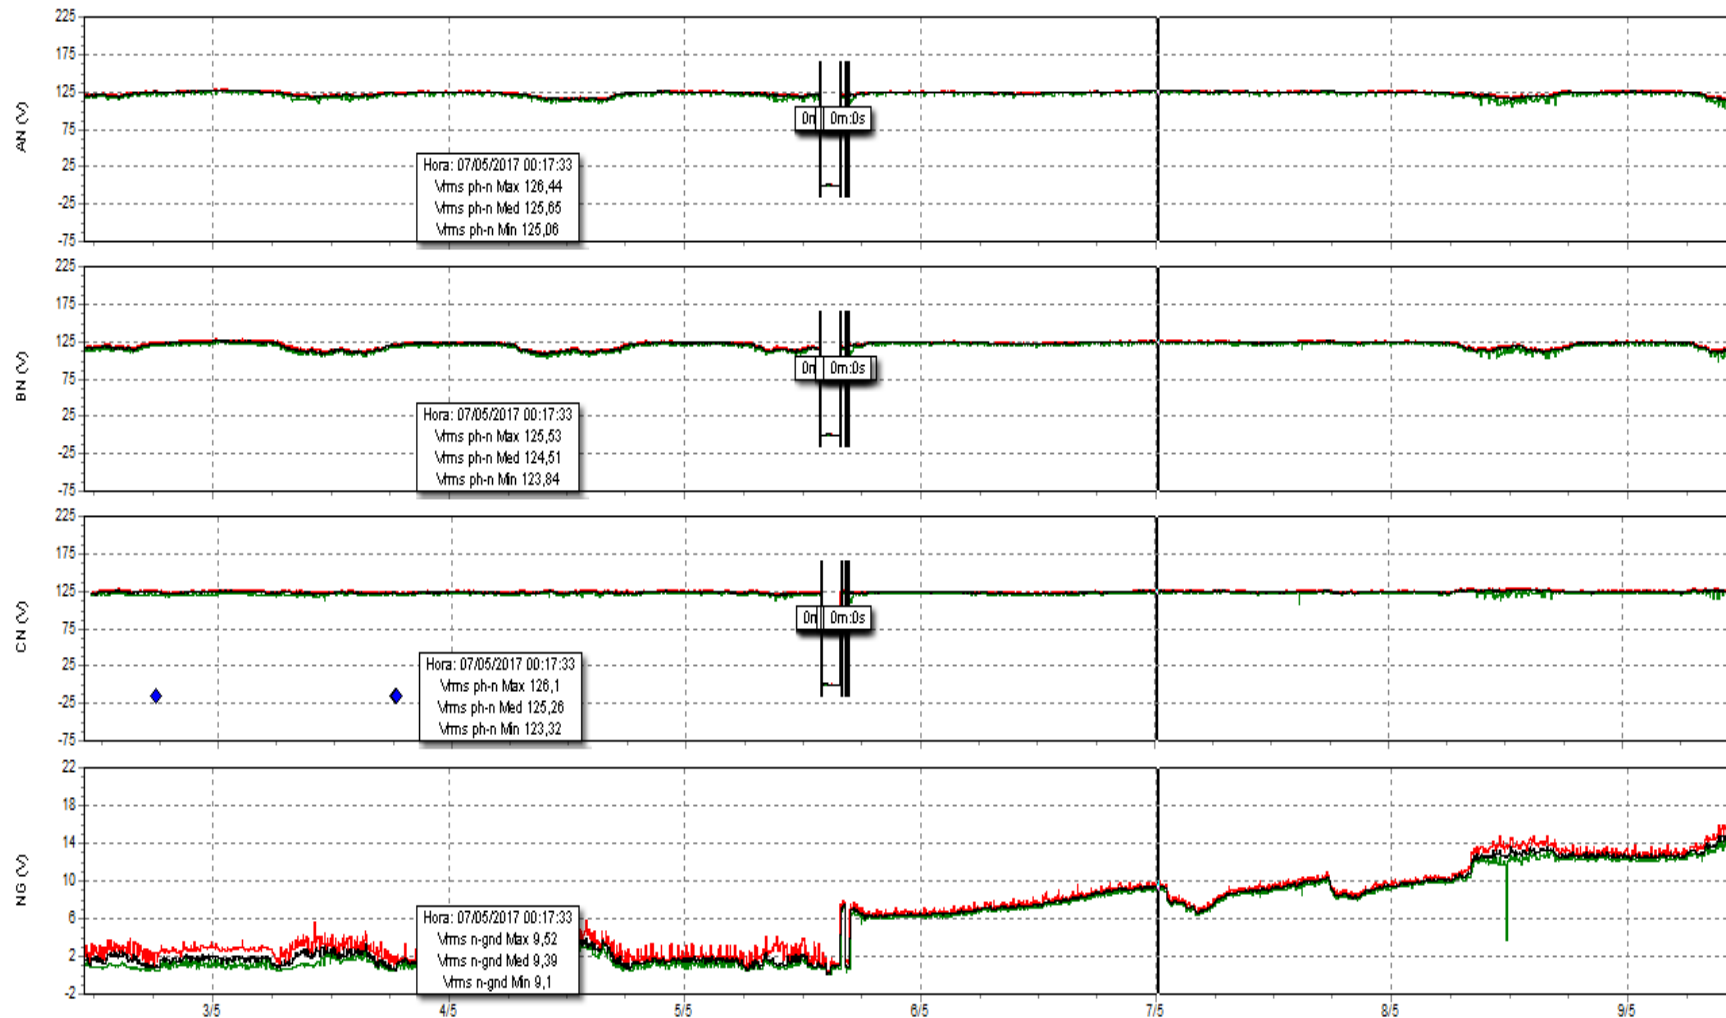 225
175
125
75
25
-25
-75
AN (V)
0m:0s
0m:0s
Hora: 07/05/2017 00:17:33
Vrms ph-n Max 126,44
Vrms ph-n Med 125,65
Vrms ph-n Min 125,06
225
175
125
75
25
-25
-75
BN (V)
0m:0s
Hora: 07/05/2017 00:17:33
Vrms ph-n Max 125,53
Vrms ph-n Med 124,51
Vrms ph-n Min 123,84
225
175
125
75
25
-25
-75
CN (V)
0m:0s
Hora: 07/05/2017 00:17:33
Vrms ph-n Max 126,1
Vrms ph-n Med 125,26
Vrms ph-n Min 123,32
22
18
14
10
6
2
-2
NG (V)
Hora: 07/05/2017 00:17:33
Vrms n-gnd Max 9,52
Vrms n-gnd Med 9,39
Vrms n-gnd Min 9,1
3/5 4/5 5/5 6/5 7/5 8/5 9/5